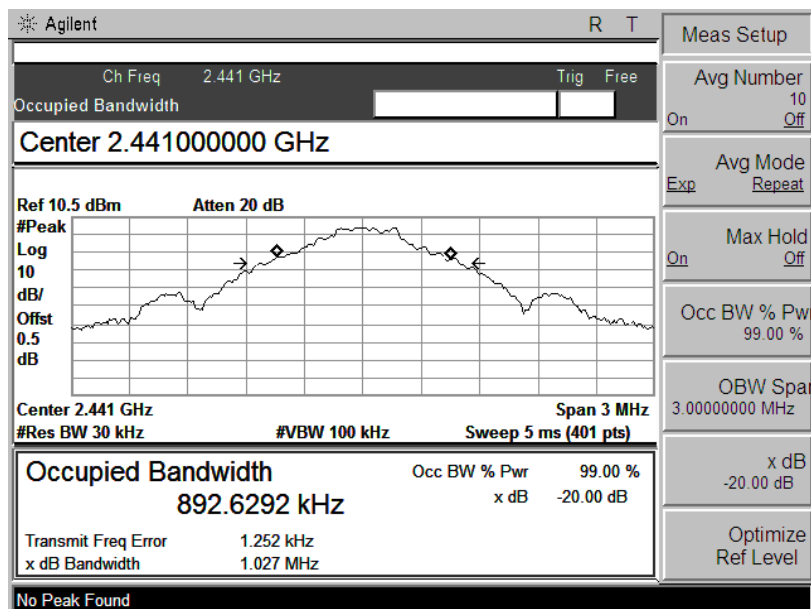 Agilent
R T
Meas Setup
Ch Freq 2.441 GHz
Trig Free
Occupied Bandwidth
Center 2.441000000 GHz
Ref 10.5 dBm Atten 20 dB
#Peak
Log
10
dB/
Offst
0.5
dB
Center 2.441 GHz Span 3 MHz
#Res BW 30 kHz #VBW 100 kHz Sweep 5 ms (401 pts)
Occupied Bandwidth
892.6292 kHz
Occ BW % Pwr 99.00 %
x dB -20.00 dB
Transmit Freq Error 1.252 kHz
x dB Bandwidth 1.027 MHz
No Peak Found
Avg Number
10
On Off
Avg Mode
Exp Repeat
Max Hold
On Off
Occ BW % Pwr
99.00 %
OBW Span
3.00000000 MHz
x dB
-20.00 dB
Optimize
Ref Level